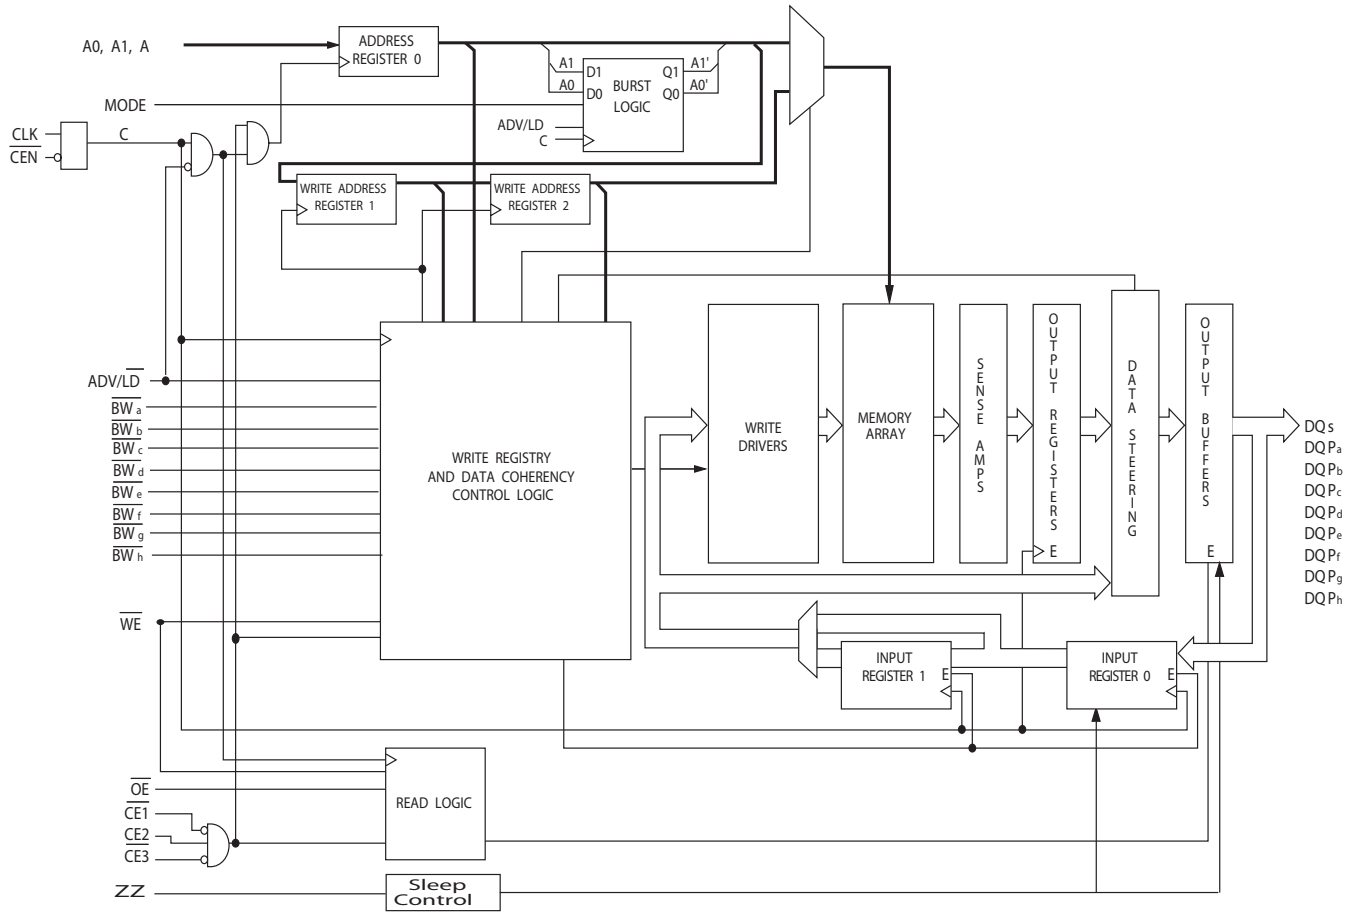 A0, A1, A
ADDRESS
REGISTER 0
A1
D1
Q1
A1'
A0
D0
BURST
LOGIC
Q0
A0'
MODE
ADV/LD
C
CLK
CEN
C
WRITE ADDRESS
REGISTER 1
WRITE ADDRESS
REGISTER 2
ADV/LD
BW a
BW b
BW c
BW d
BW e
BW f
BW g
BW h
WE
WRITE REGISTRY
AND DATA COHERENCY
CONTROL LOGIC
WRITE
DRIVERS
MEMORY
ARRAY
SENSE AMPS
OUTPUT REGISTERS
E
DATA STEERING
OUTPUT BUFFERS
E
DQs
DQPa
DQPb
DQPc
DQPd
DQPe
DQPf
DQPg
DQPh
INPUT
REGISTER 1
E
INPUT
REGISTER 0
E
OE
CE1
CE2
CE3
READ LOGIC
ZZ
Sleep
Control